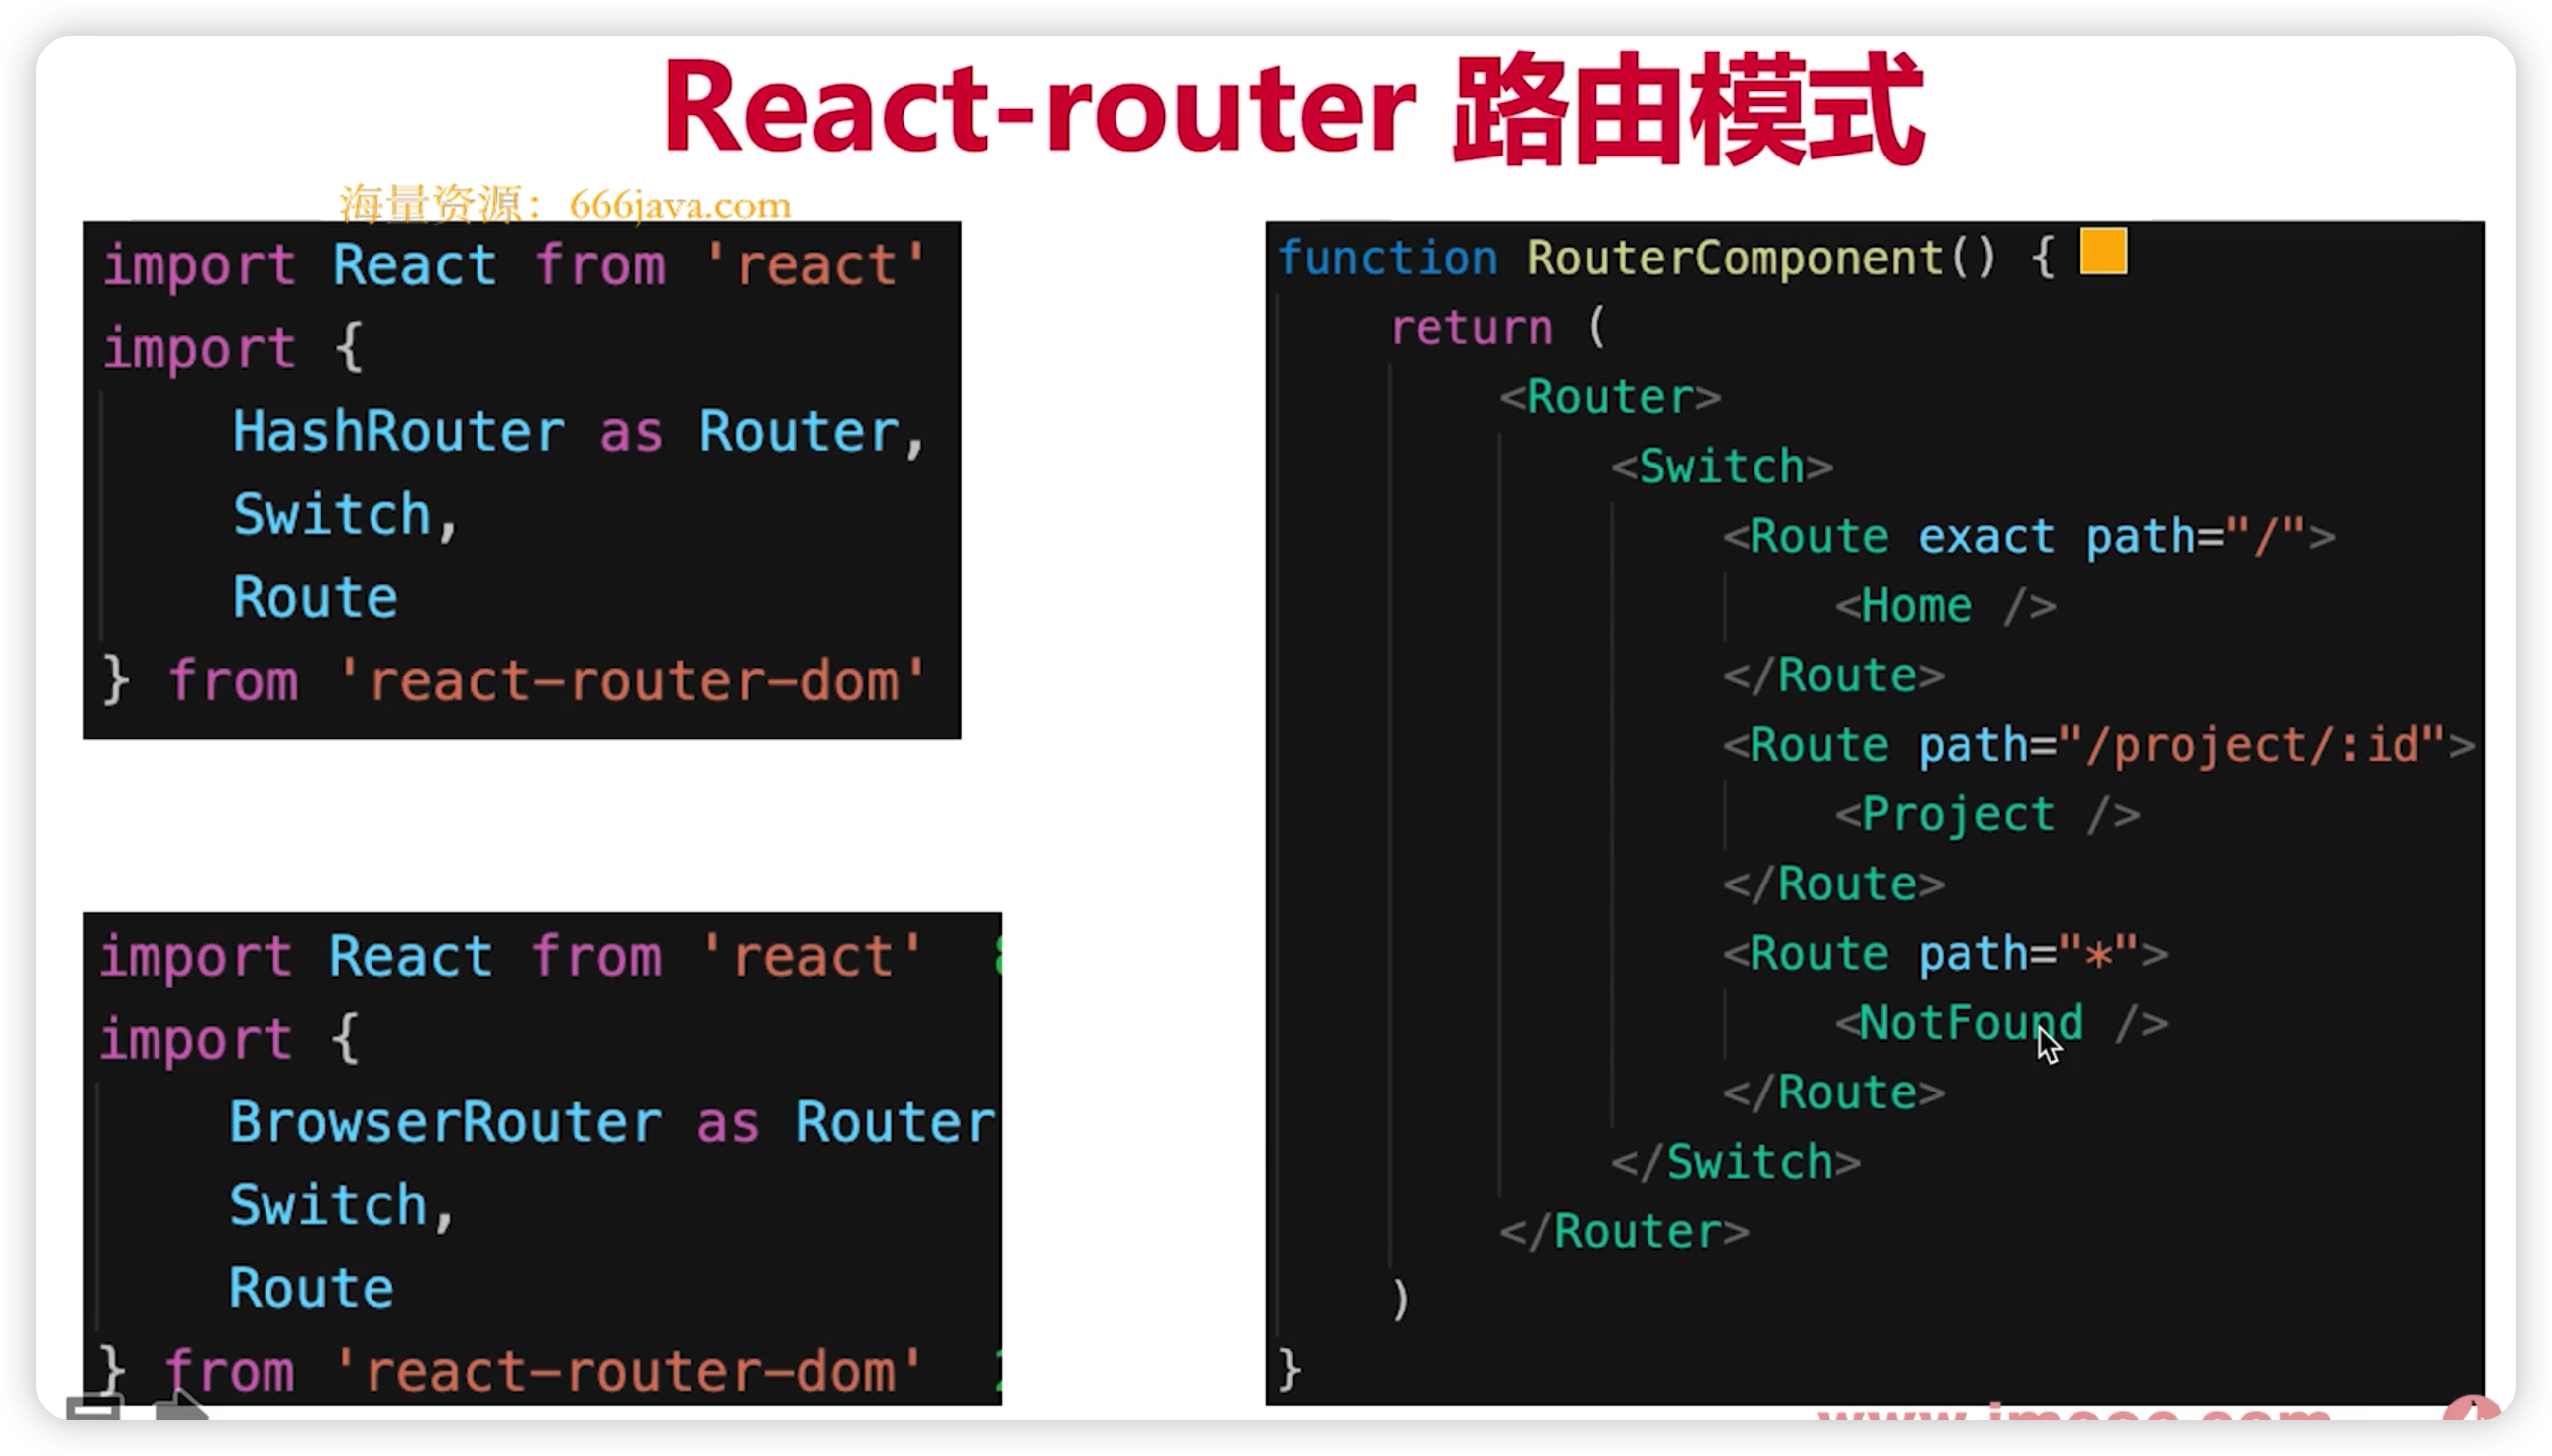 React-router 路由模式
海量资源：666java.com
import React from 'react'
import {
    HashRouter as Router,
    Switch,
    Route
} from 'react-router-dom'
import React from 'react'
import {
    BrowserRouter as Router
    Switch,
    Route
} from 'react-router-dom'
function RouterComponent() {
    return (
        <Router>
            <Switch>
                <Route exact path="/">
                    <Home />
                </Route>
                <Route path="/project/:id">
                    <Project />
                </Route>
                <Route path="*">
                    <NotFound />
                </Route>
            </Switch>
        </Router>
    )
}